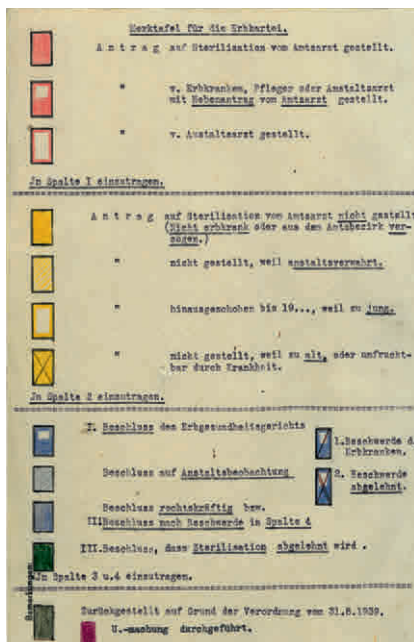 Merktafel für die Erbkartei.
A n t r a g auf Sterilisation vom Amtsarzt gestellt.
" v. Erbkranken, Pfleger oder Anstaltsarzt
mit Nebenantrag vom Amtsarzt gestellt.
" v. Anstaltsarzt gestellt.
Jn Spalte 1 einzutragen.
A n t r a g auf Sterilisation vom Amtsarzt nicht gestellt
(Nicht erbkrank oder aus dem Amtsbezirk ver-
zogen.)
" nicht gestellt, weil anstaltsverwahrt.
" hinausgeschoben bis 19..., weil zu jung.
" nicht gestellt, weil zu alt, oder unfrucht-
bar durch Krankheit.
Jn Spalte 2 einzutragen.
I. Beschluss des Erbgesundheitsgerichts
1. Beschwerde d.
Erbkranken.
Beschluss auf Anstaltsbeobachtung
2. Beschwerde
abgelehnt.
Beschluss rechtskräftig bzw.
II. Beschluss nach Beschwerde in Spalte 4
III. Beschluss, dass Sterilisation abgelehnt wird .
Jn Spalte 3 u.4 einzutragen.
Bemerkungen
Zurückgestellt auf Grund der Verordnung vom 31.8.1939.
U.-machung durchgeführt.